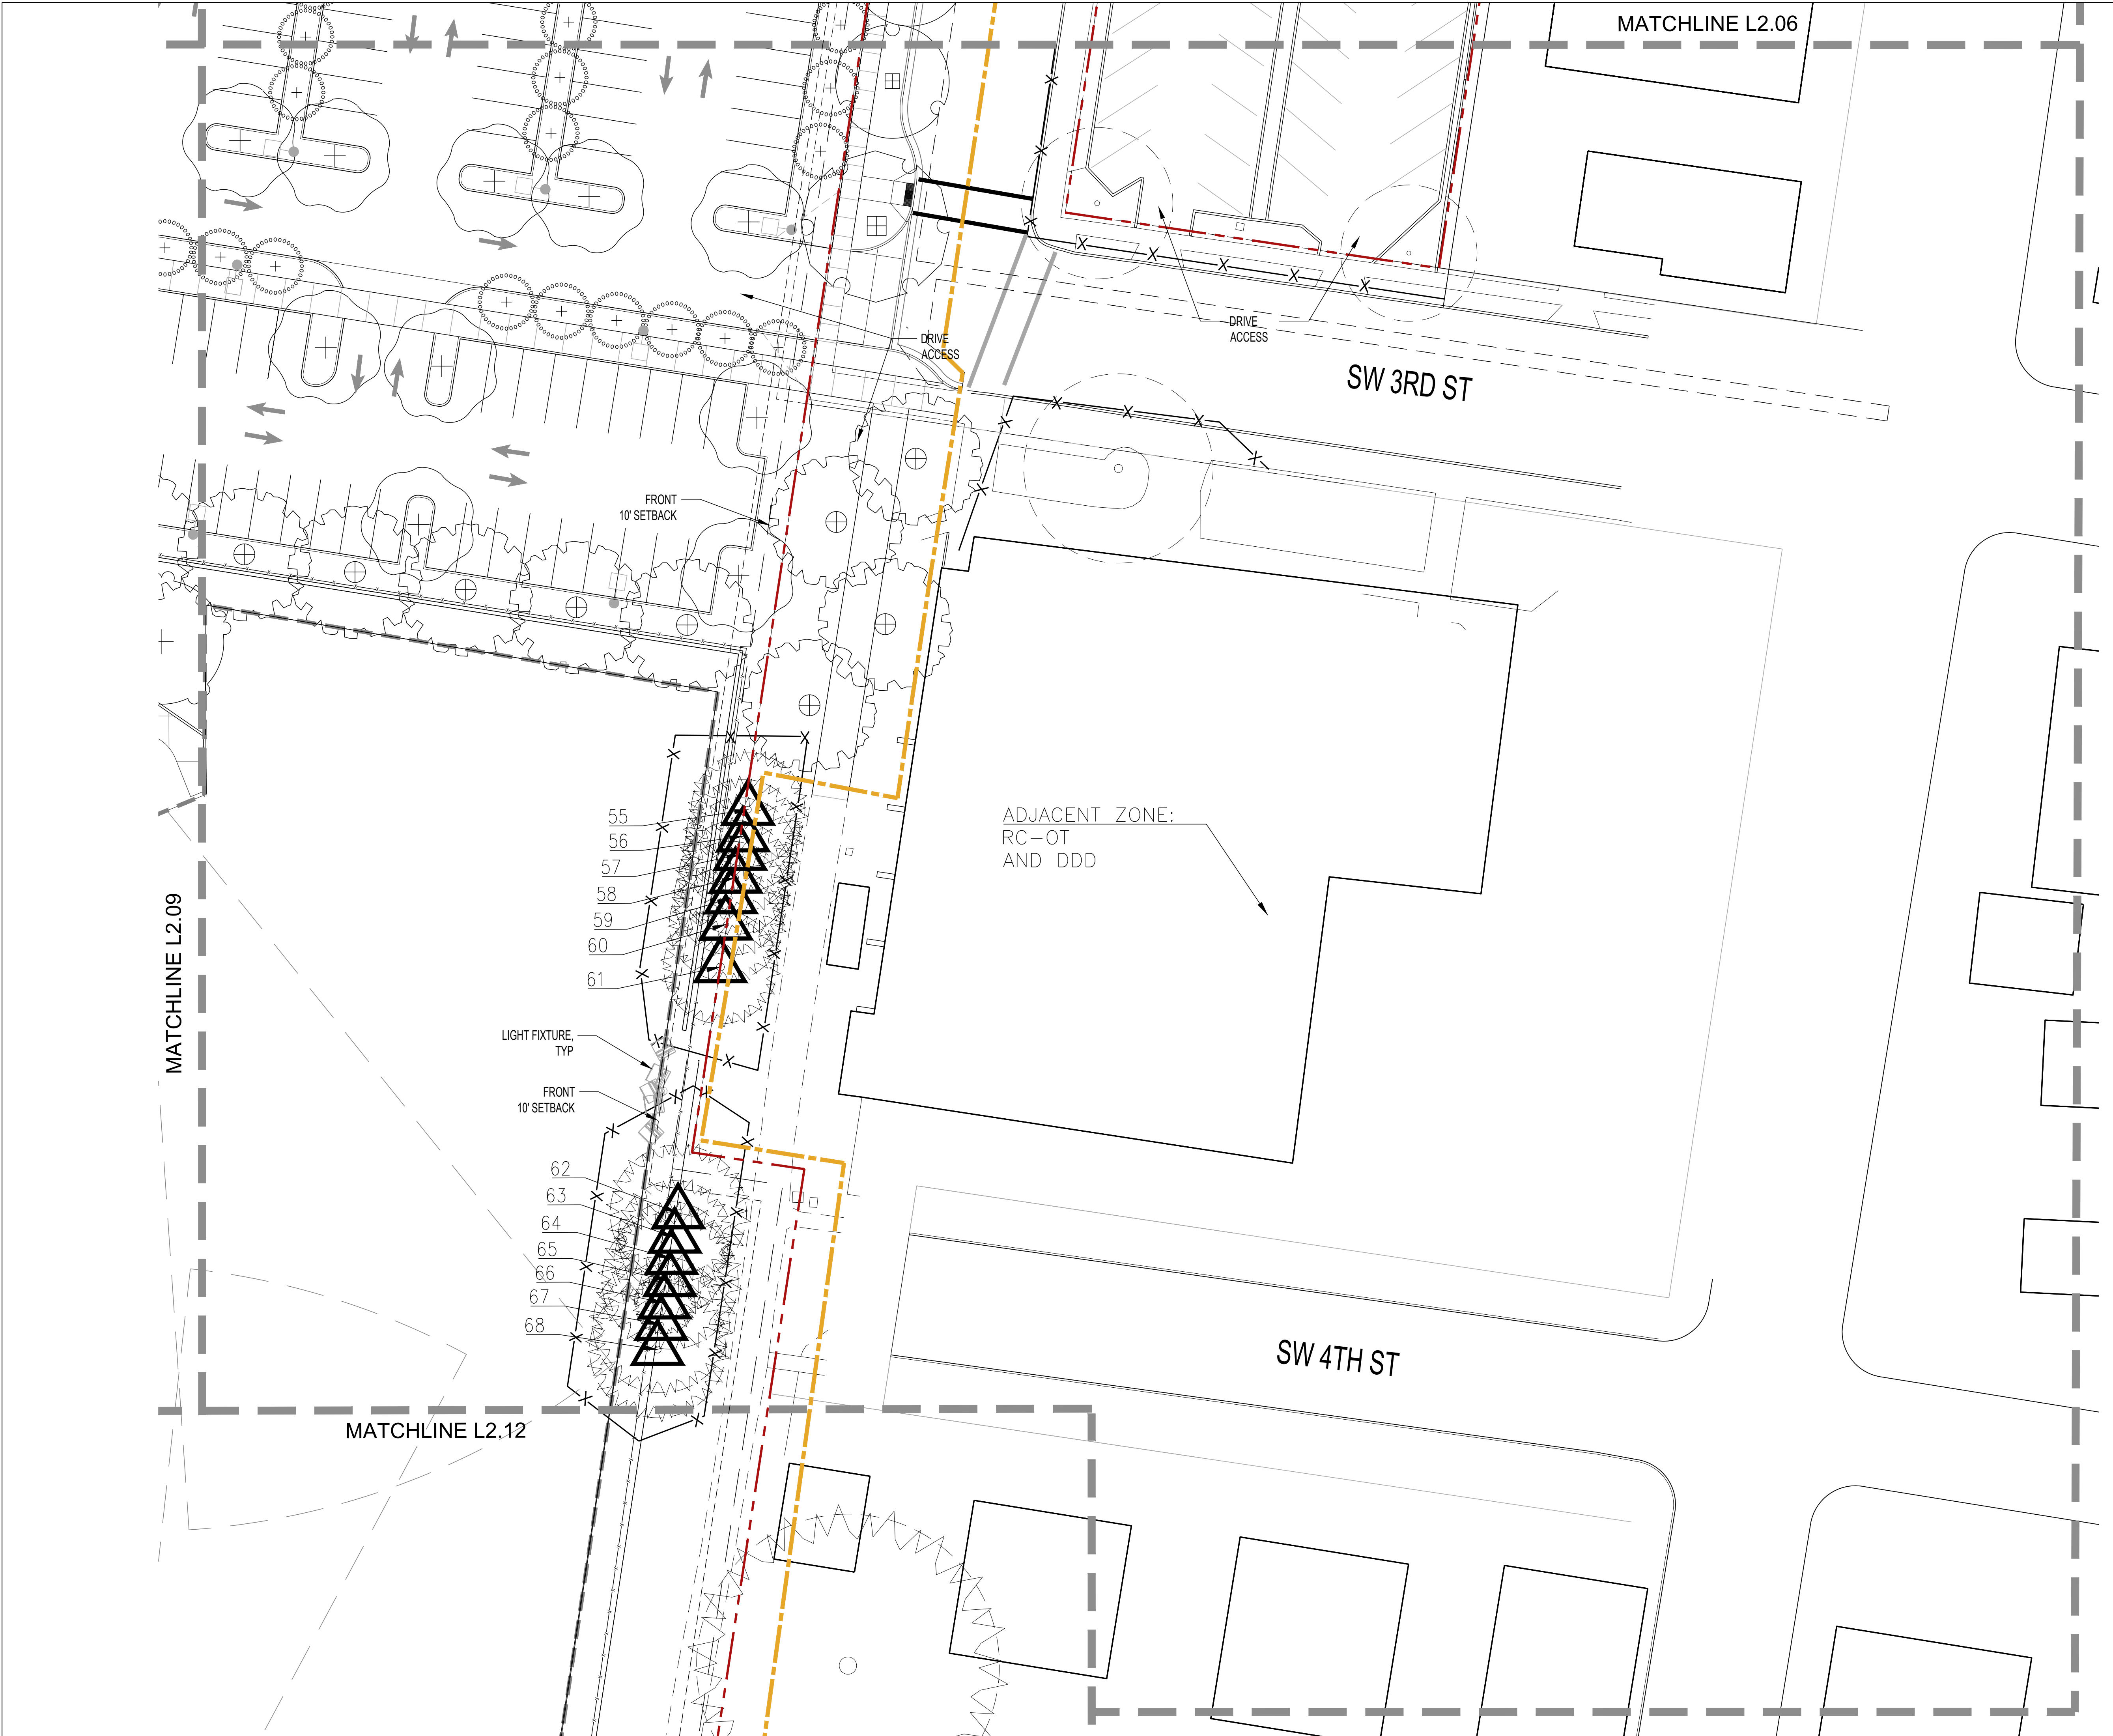 MATCHLINE L2.06
DRIVE
ACCESS
DRIVE
ACCESS
SW 3RD ST
FRONT
10' SETBACK
ADJACENT ZONE:
RC-OT
AND DDD
55
56
57
58
59
60
61
MATCHLINE L2.09
LIGHT FIXTURE,
TYP
FRONT
10' SETBACK
62
63
64
65
66
67
68
SW 4TH ST
MATCHLINE L2.12